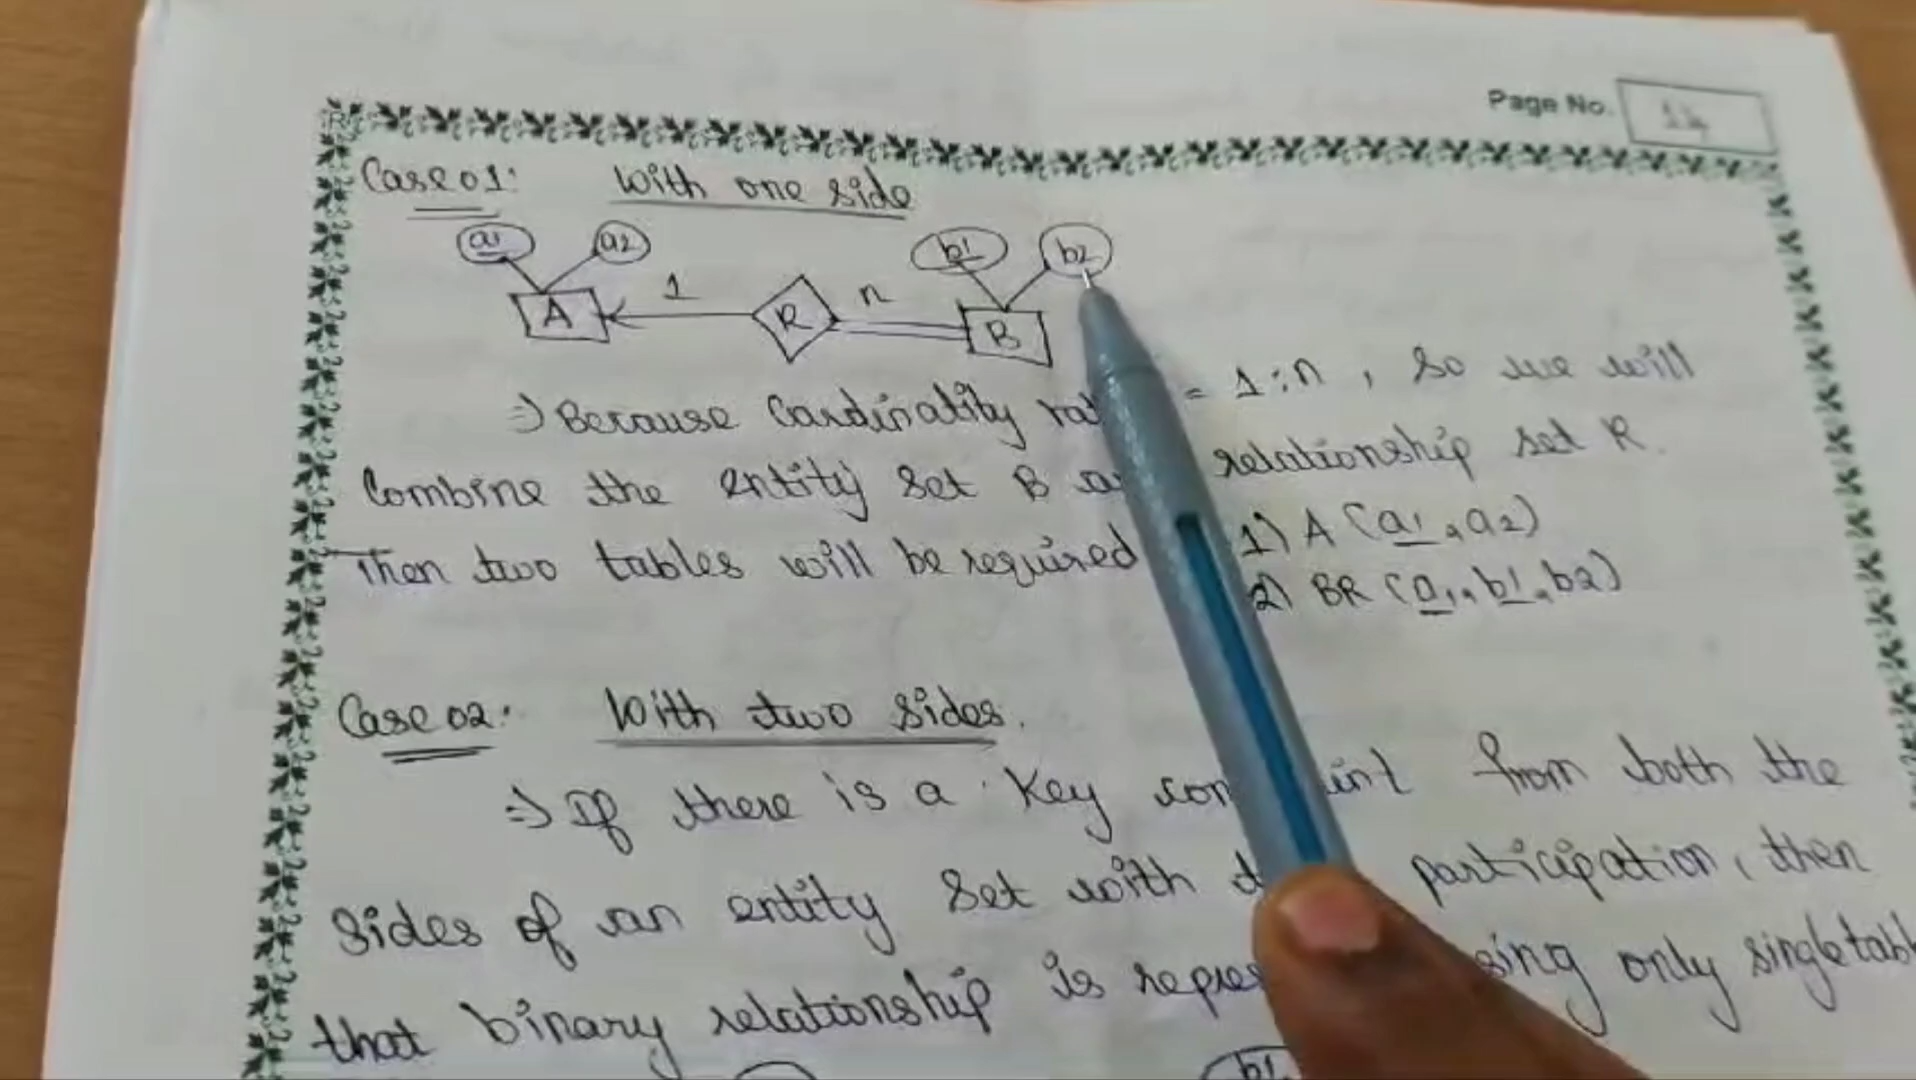 Page No. 14
Case 01: With one side
a1 a2 b1 b2
A 1 R n B
⇒ Because Cardinality = 1:n, so we will
Combine the entity set B relationship set R.
Then two tables will be required 1) A (a1, a2)
2) BR (a1, b1, b2)
Case 02: With two sides.
⇒ If there is a Key from both the
sides of an entity set with participation, then
that binary relationship is only single
b1